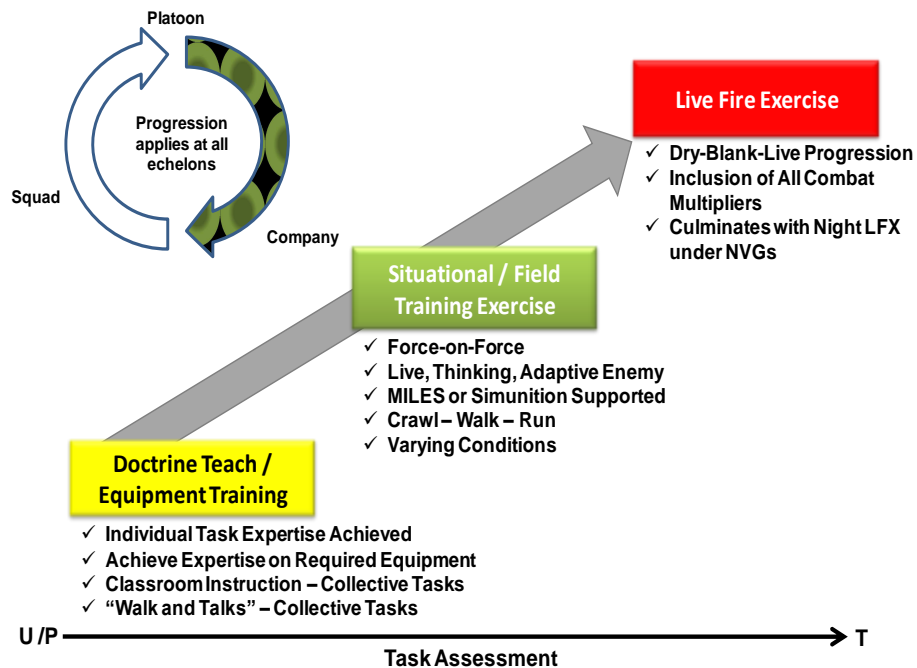 Platoon
Progression
applies at all
echelons
Squad
Company
Live Fire Exercise
✓ Dry-Blank-Live Progression
✓ Inclusion of All Combat
Multipliers
✓ Culminates with Night LFX
under NVGs
Situational / Field
Training Exercise
✓ Force-on-Force
✓ Live, Thinking, Adaptive Enemy
✓ MILES or Simunition Supported
✓ Crawl – Walk – Run
✓ Varying Conditions
Doctrine Teach /
Equipment Training
✓ Individual Task Expertise Achieved
✓ Achieve Expertise on Required Equipment
✓ Classroom Instruction – Collective Tasks
✓ “Walk and Talks” – Collective Tasks
U /P
T
Task Assessment